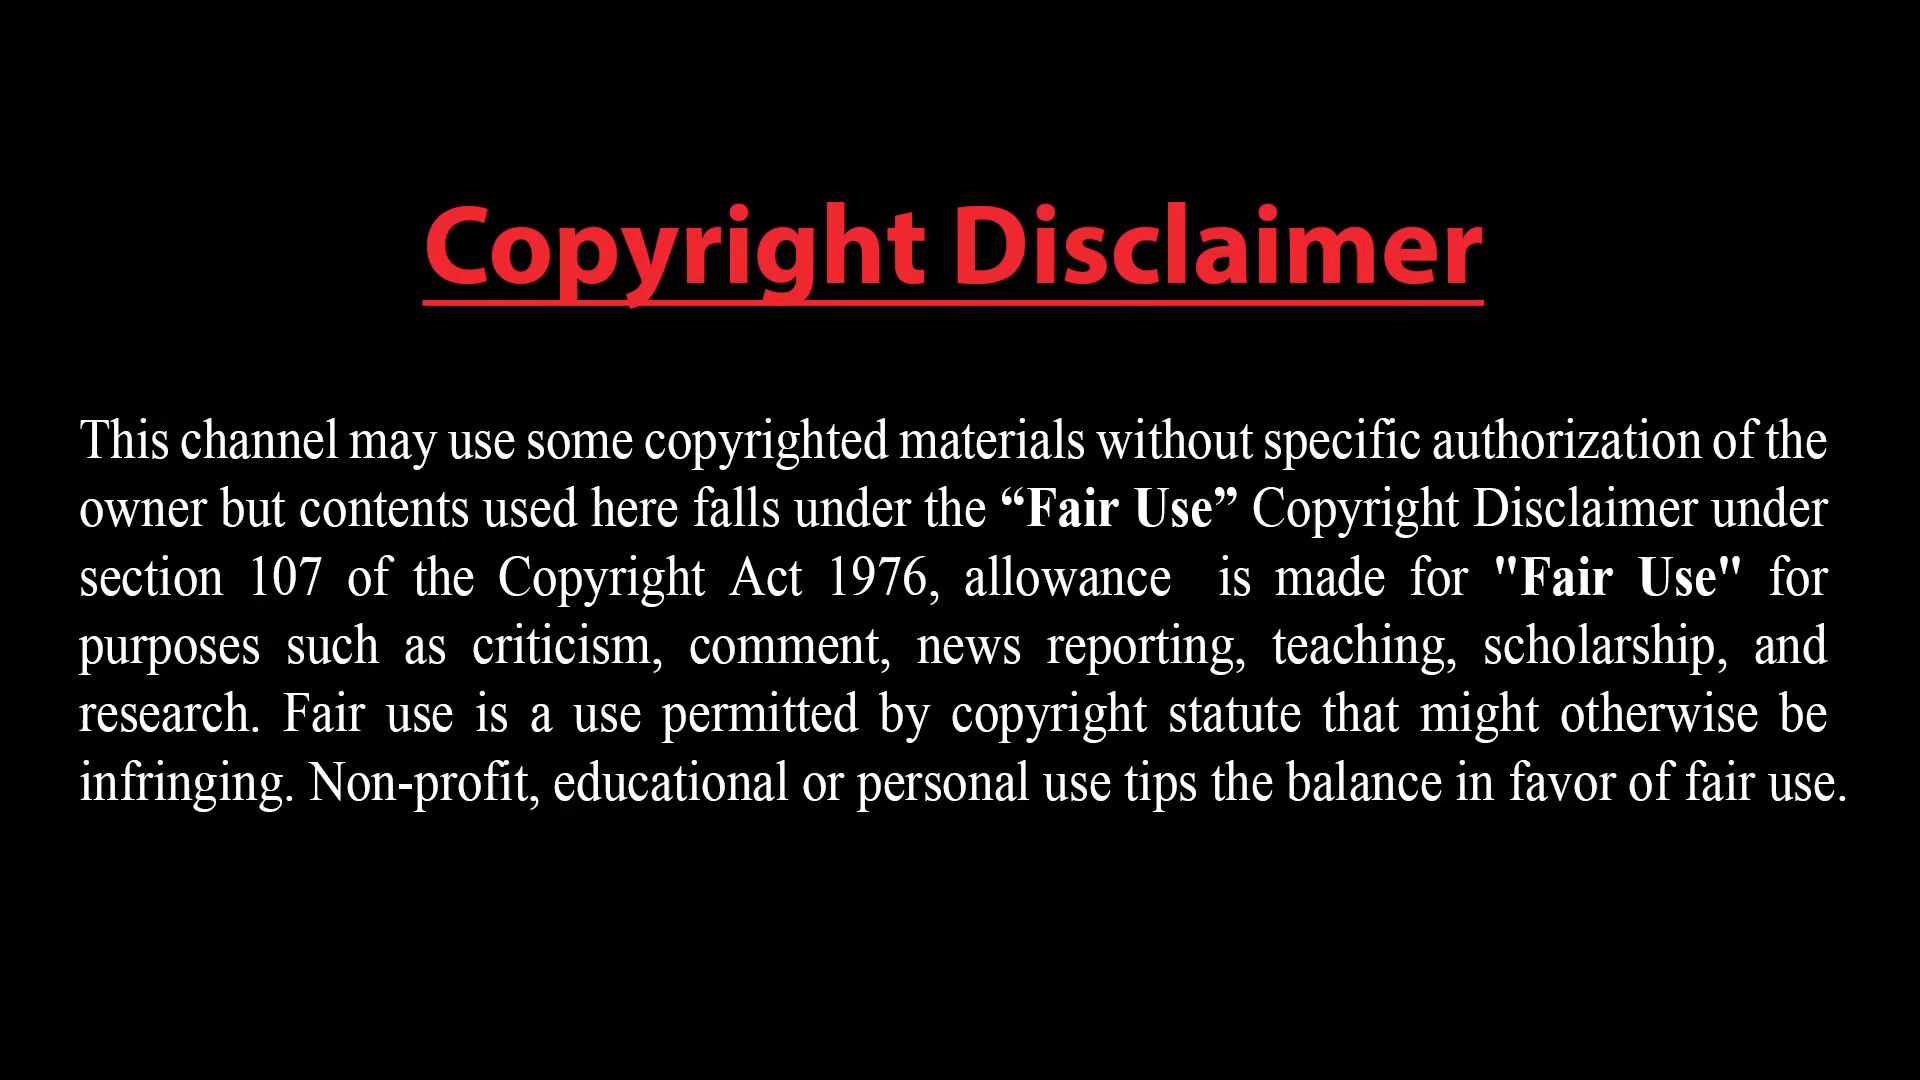 Copyright Disclaimer
This channel may use some copyrighted materials without specific authorization of the
owner but contents used here falls under the “Fair Use” Copyright Disclaimer under
section 107 of the Copyright Act 1976, allowance  is made for "Fair Use" for
purposes such as criticism, comment, news reporting, teaching, scholarship, and
research. Fair use is a use permitted by copyright statute that might otherwise be
infringing. Non-profit, educational or personal use tips the balance in favor of fair use.